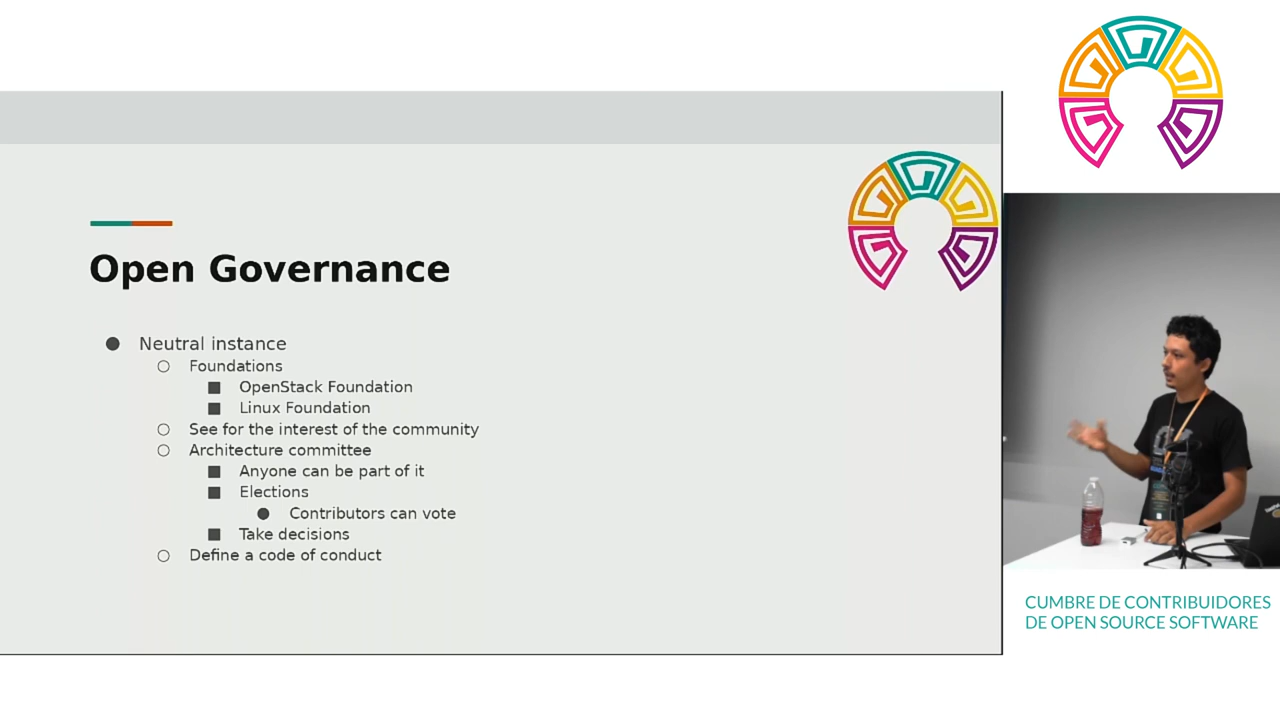 Open Governance
Neutral instance
Foundations
OpenStack Foundation
Linux Foundation
See for the interest of the community
Architecture committee
Anyone can be part of it
Elections
Contributors can vote
Take decisions
Define a code of conduct
CUMBRE DE CONTRIBUIDORES
DE OPEN SOURCE SOFTWARE